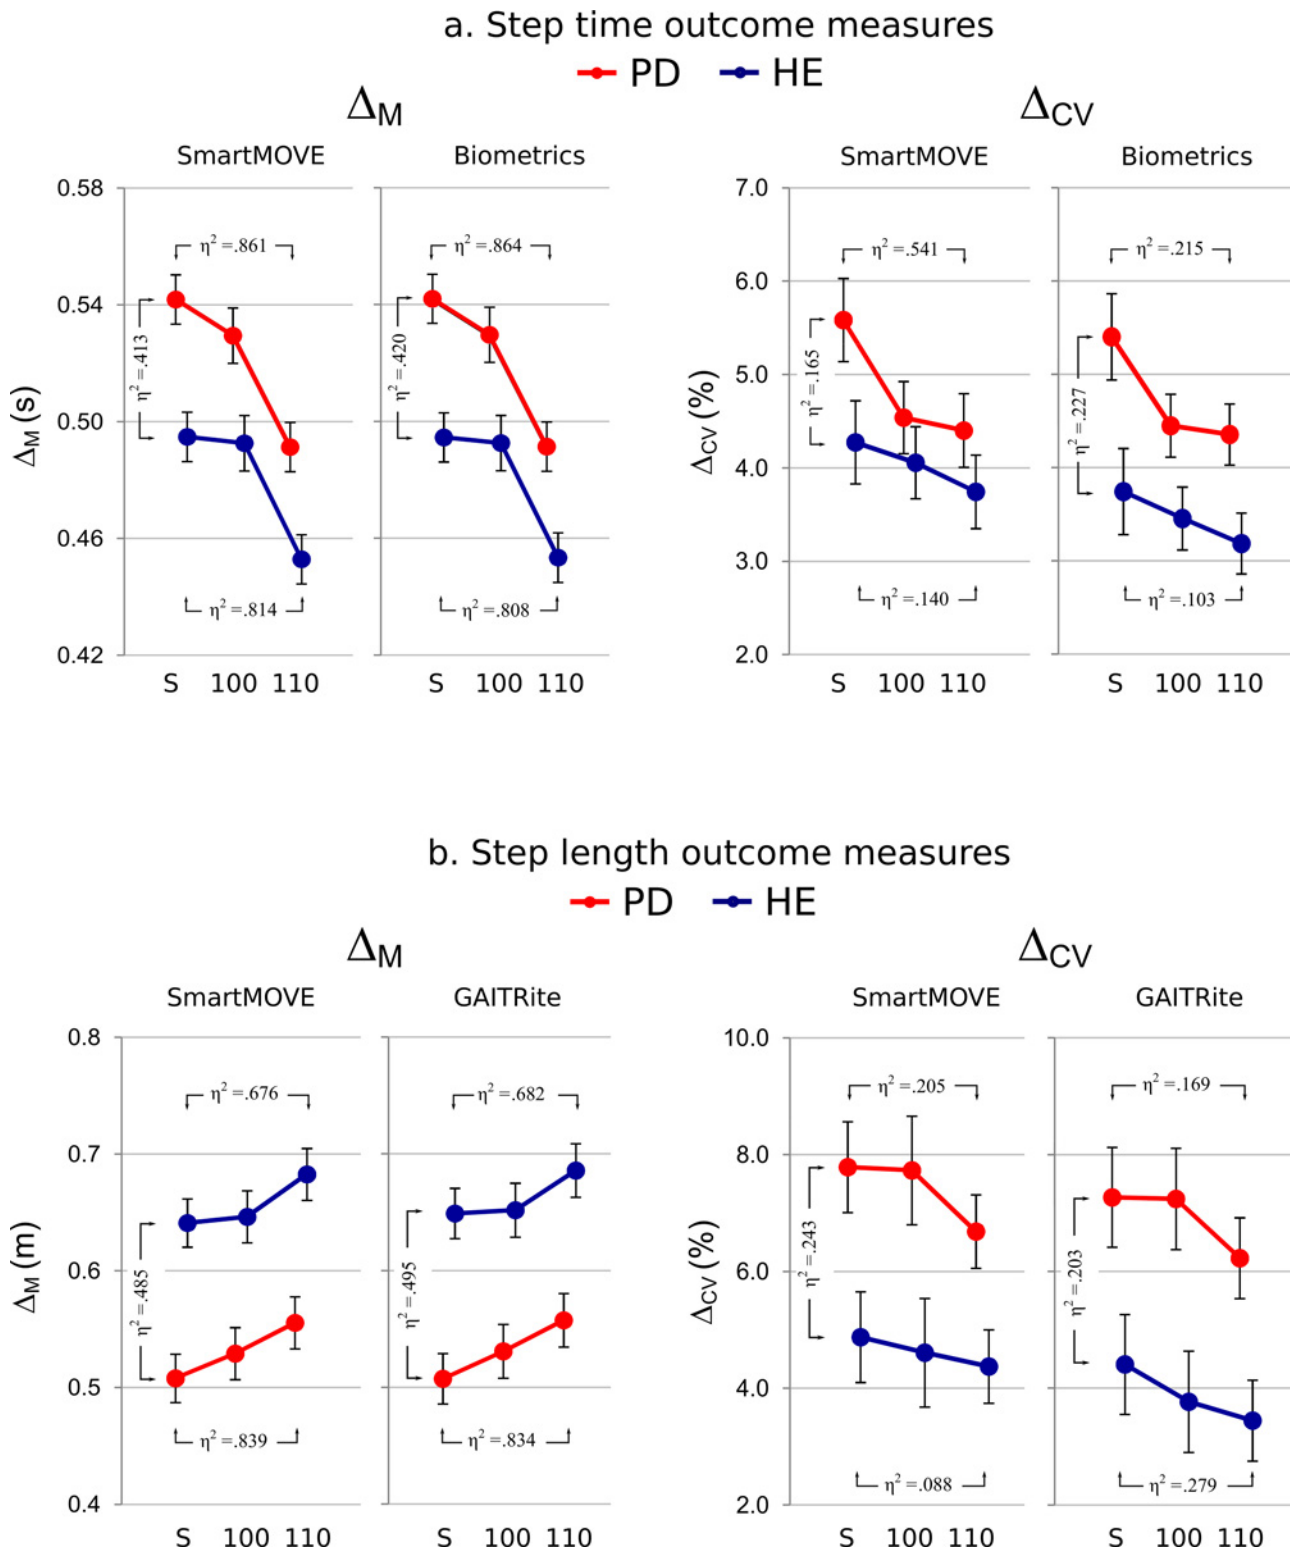 a. Step time outcome measures
PD HE
ΔM ΔCV
SmartMOVE Biometrics SmartMOVE Biometrics
0.58
0.54
0.50
0.46
0.42
ΔM (s)
η² =.861
η² =.413
η² =.814
η² =.864
η² =.420
η² =.808
S 100 110 S 100 110
7.0
6.0
5.0
4.0
3.0
2.0
ΔCV (%)
η² =.541
η² =.165
η² =.140
η² =.215
η² =.227
η² =.103
S 100 110 S 100 110
b. Step length outcome measures
PD HE
ΔM ΔCV
SmartMOVE GAITRite SmartMOVE GAITRite
0.8
0.7
0.6
0.5
0.4
ΔM (m)
η² =.676
η² =.485
η² =.839
η² =.682
η² =.495
η² =.834
S 100 110 S 100 110
10.0
8.0
6.0
4.0
2.0
ΔCV (%)
η² =.205
η² =.243
η² =.088
η² =.169
η² =.203
η² =.279
S 100 110 S 100 110